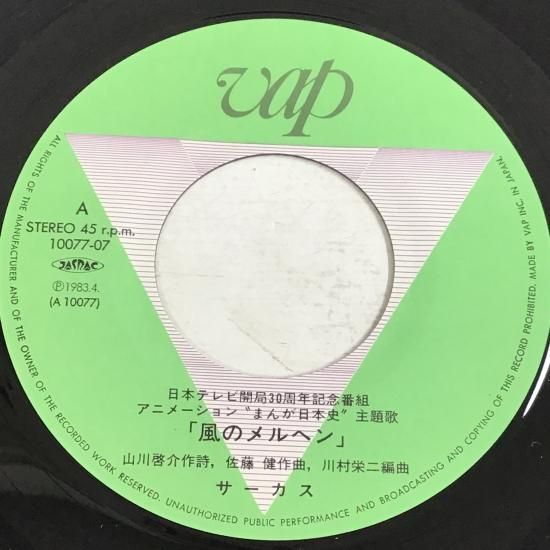 vap
A
STEREO 45 r.p.m.
10077-07
JASRAC
Ⓟ1983.4.
(A 10077)
日本テレビ開局30周年記念番組
アニメーション〝まんが日本史〟主題歌
「風のメルヘン」
山川啓介作詩，佐藤 健作曲，川村栄二編曲
サーカス
ALL RIGHTS OF THE MANUFACTURER AND OF THE OWNER OF THE RECORDED WORK RESERVED. UNAUTHORIZED PUBLIC PERFORMANCE AND BROADCASTING AND COPYING OF THIS RECORD PROHIBITED. MADE BY VAP INC. IN JAPAN.